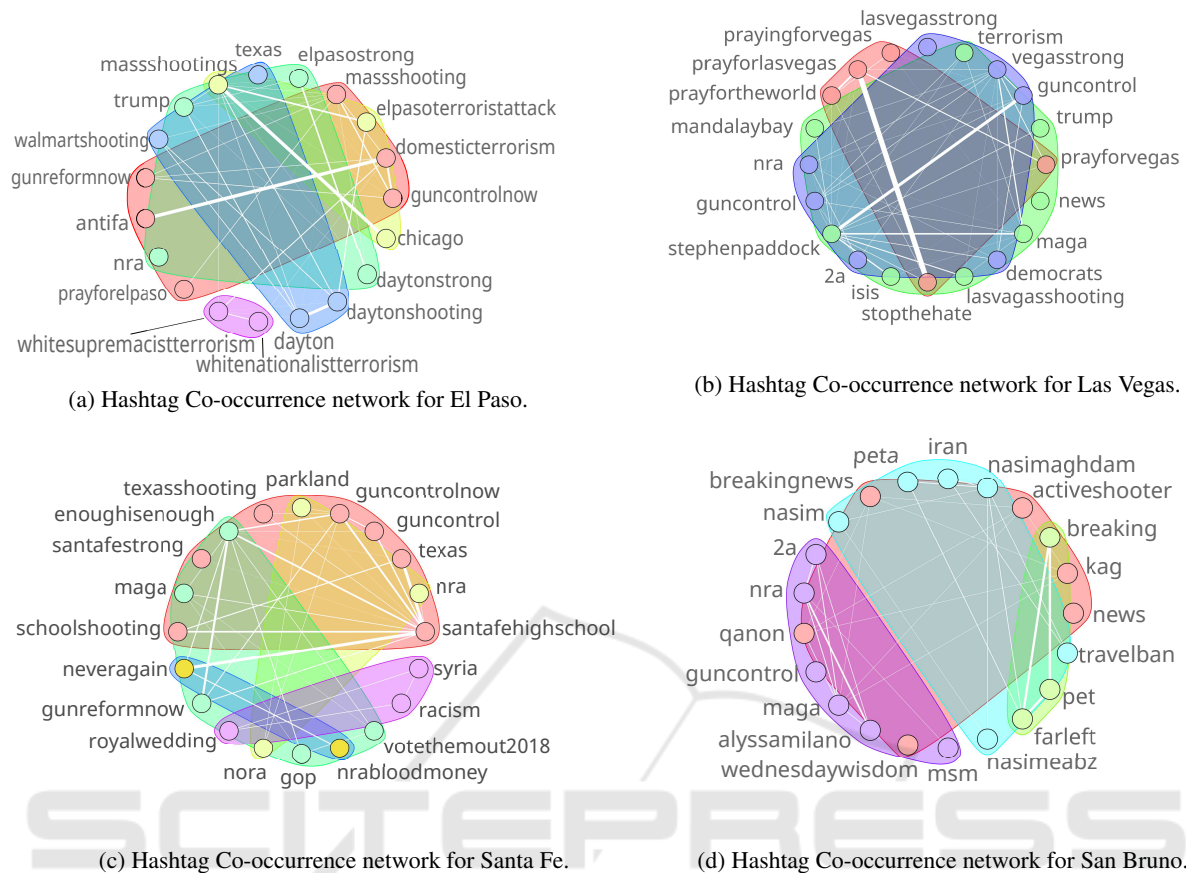 texas
elpasostrong
massshootings
massshooting
trump
elpasoterroristattack
walmartshooting
domesticterrorism
gunreformnow
guncontrolnow
antifa
chicago
nra
daytonstrong
prayforelpaso
daytonshooting
whitesupremacistterrorism
dayton
whitenationalistterrorism
(a) Hashtag Co-occurrence network for El Paso.
lasvegasstrong
prayingforvegas
terrorism
prayforlasvegas
vegasstrong
prayfortheworld
guncontrol
mandalaybay
trump
nra
prayforvegas
guncontrol
news
stephenpaddock
maga
2a
democrats
isis
lasvagasshooting
stopthehate
(b) Hashtag Co-occurrence network for Las Vegas.
parkland
texasshooting
guncontrolnow
enoughisenough
guncontrol
santafestrong
texas
maga
nra
schoolshooting
santafehighschool
neveragain
syria
gunreformnow
racism
royalwedding
votethemout2018
nora
gop
nrabloodmoney
(c) Hashtag Co-occurrence network for Santa Fe.
iran
peta
nasimaghdam
breakingnews
activeshooter
nasim
breaking
2a
kag
nra
news
qanon
travelban
guncontrol
pet
maga
farleft
alyssamilano
nasimeabz
wednesdaywisdom
msm
(d) Hashtag Co-occurrence network for San Bruno.
SCITEPRESS